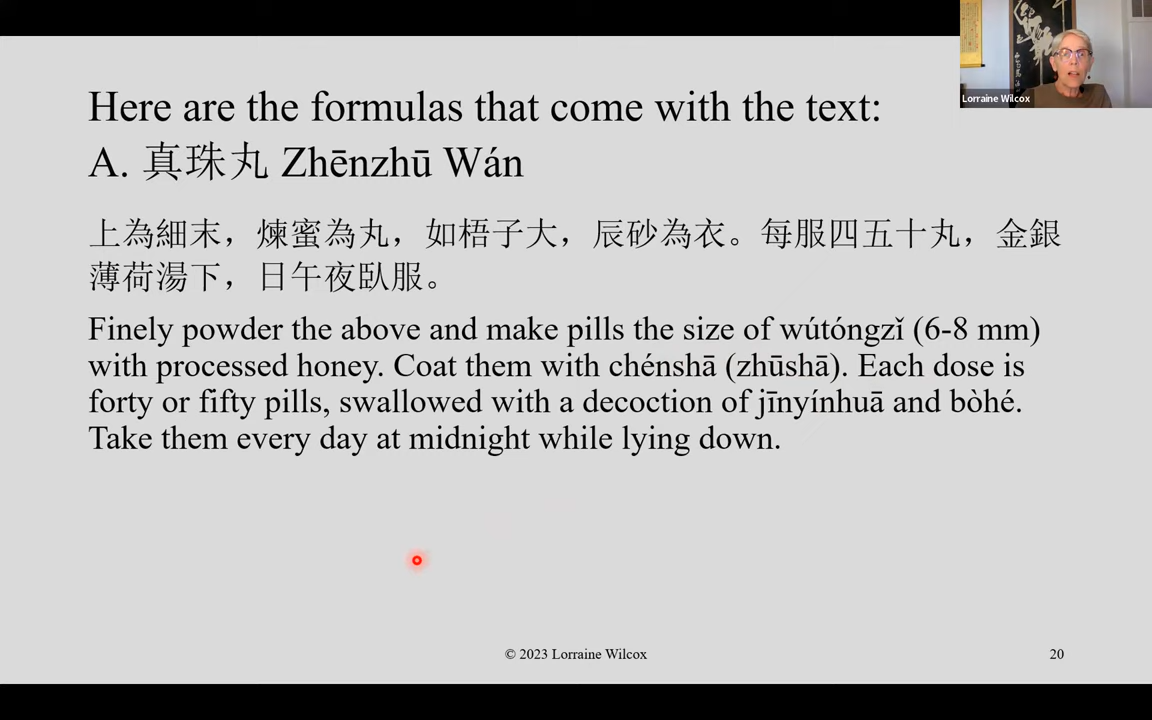 Lorraine Wilcox
Here are the formulas that come with the text:
A. 真珠丸 Zhēnzhū Wán
上為細末，煉蜜為丸，如梧子大，辰砂為衣。每服四五十丸，金銀
薄荷湯下，日午夜臥服。
Finely powder the above and make pills the size of wútóngzǐ (6-8 mm)
with processed honey. Coat them with chénshā (zhūshā). Each dose is
forty or fifty pills, swallowed with a decoction of jīnyínhuā and bòhé.
Take them every day at midnight while lying down.
© 2023 Lorraine Wilcox
20